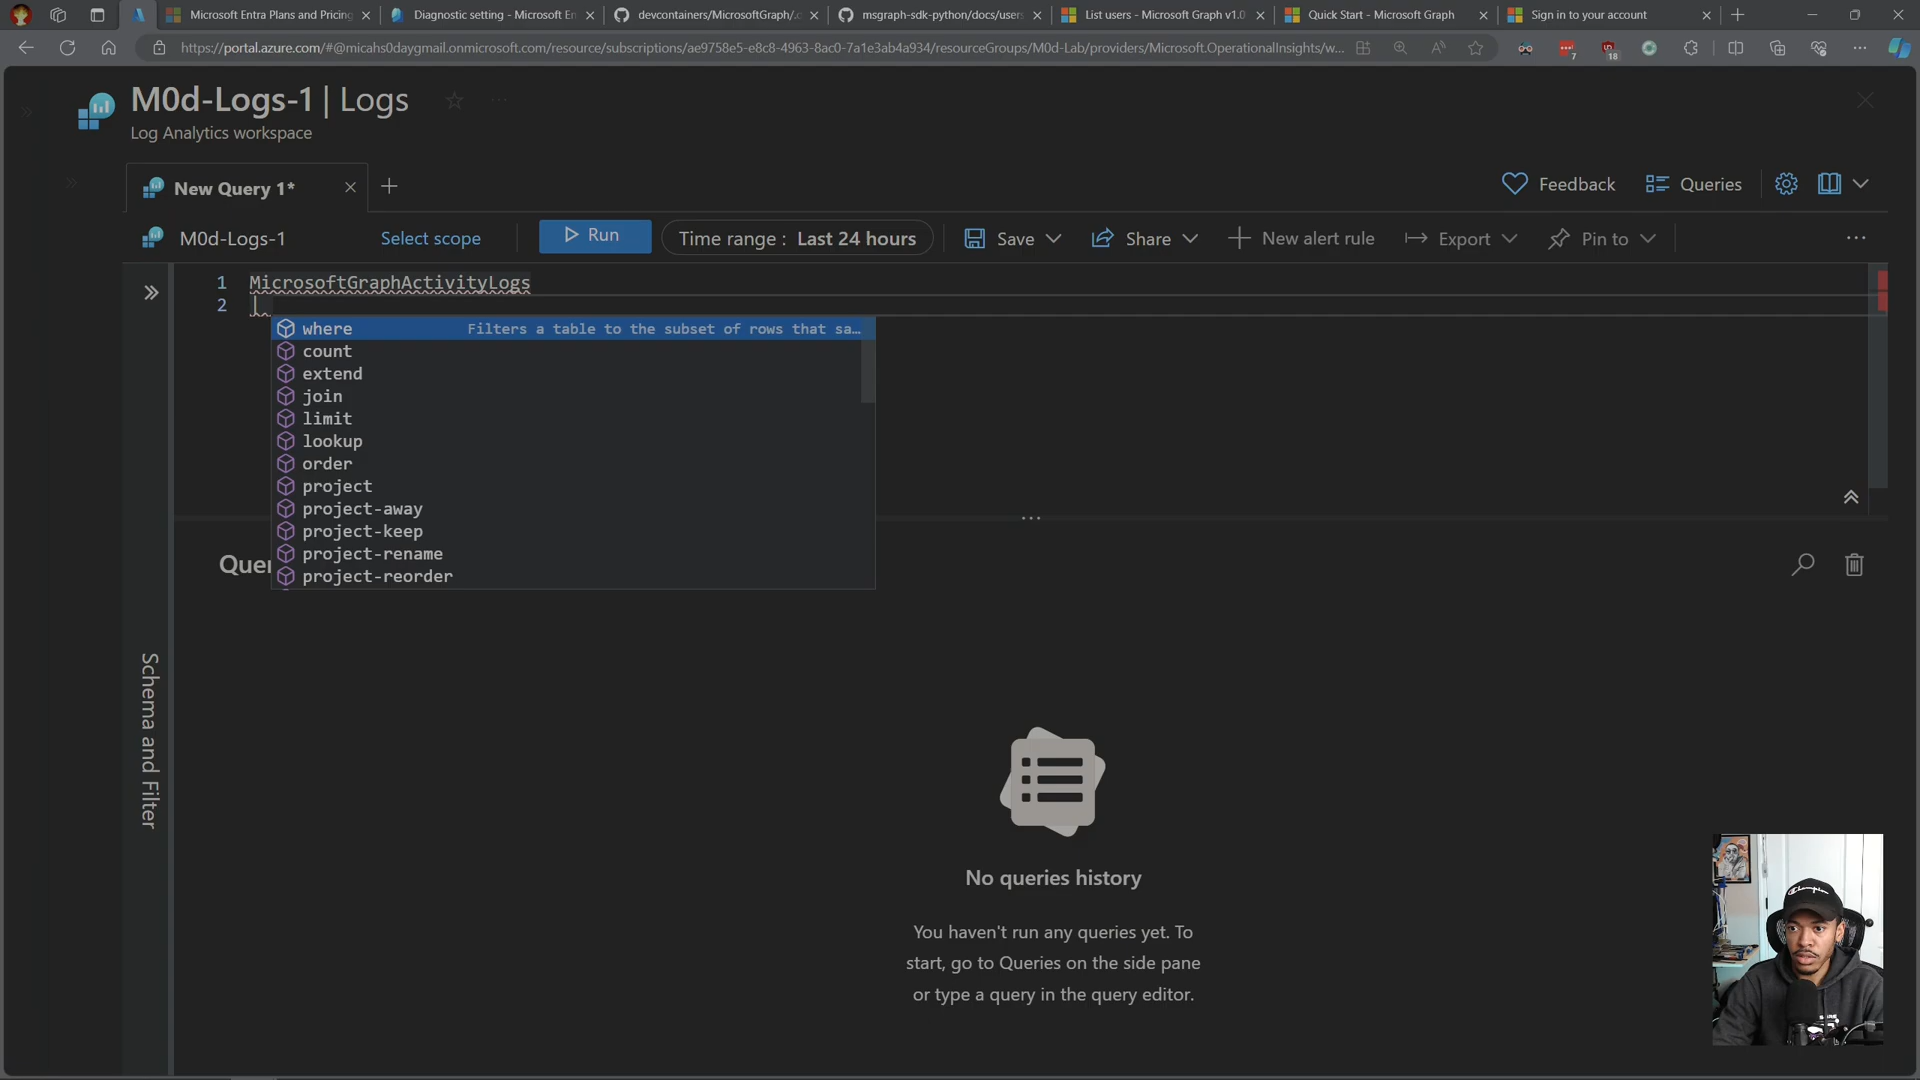 Microsoft Entra Plans and Pricing
Diagnostic setting - Microsoft En
devcontainers/MicrosoftGraph/.c
msgraph-sdk-python/docs/users
List users - Microsoft Graph v1.0
Quick Start - Microsoft Graph
Sign in to your account
https://portal.azure.com/#@micahs0daygmail.onmicrosoft.com/resource/subscriptions/ae9758e5-e8c8-4963-8ac0-7a1e3ab4a934/resourceGroups/M0d-Lab/providers/Microsoft.OperationalInsights/w...
7
18
M0d-Logs-1 | Logs
Log Analytics workspace
New Query 1*
Feedback
Queries
M0d-Logs-1
Select scope
Run
Time range : Last 24 hours
Save
Share
New alert rule
Export
Pin to
1 MicrosoftGraphActivityLogs
2 |
where Filters a table to the subset of rows that sa…
count
extend
join
limit
lookup
order
project
project-away
project-keep
project-rename
project-reorder
Quer
Schema and Filter
No queries history
You haven't run any queries yet. To
start, go to Queries on the side pane
or type a query in the query editor.
Champion